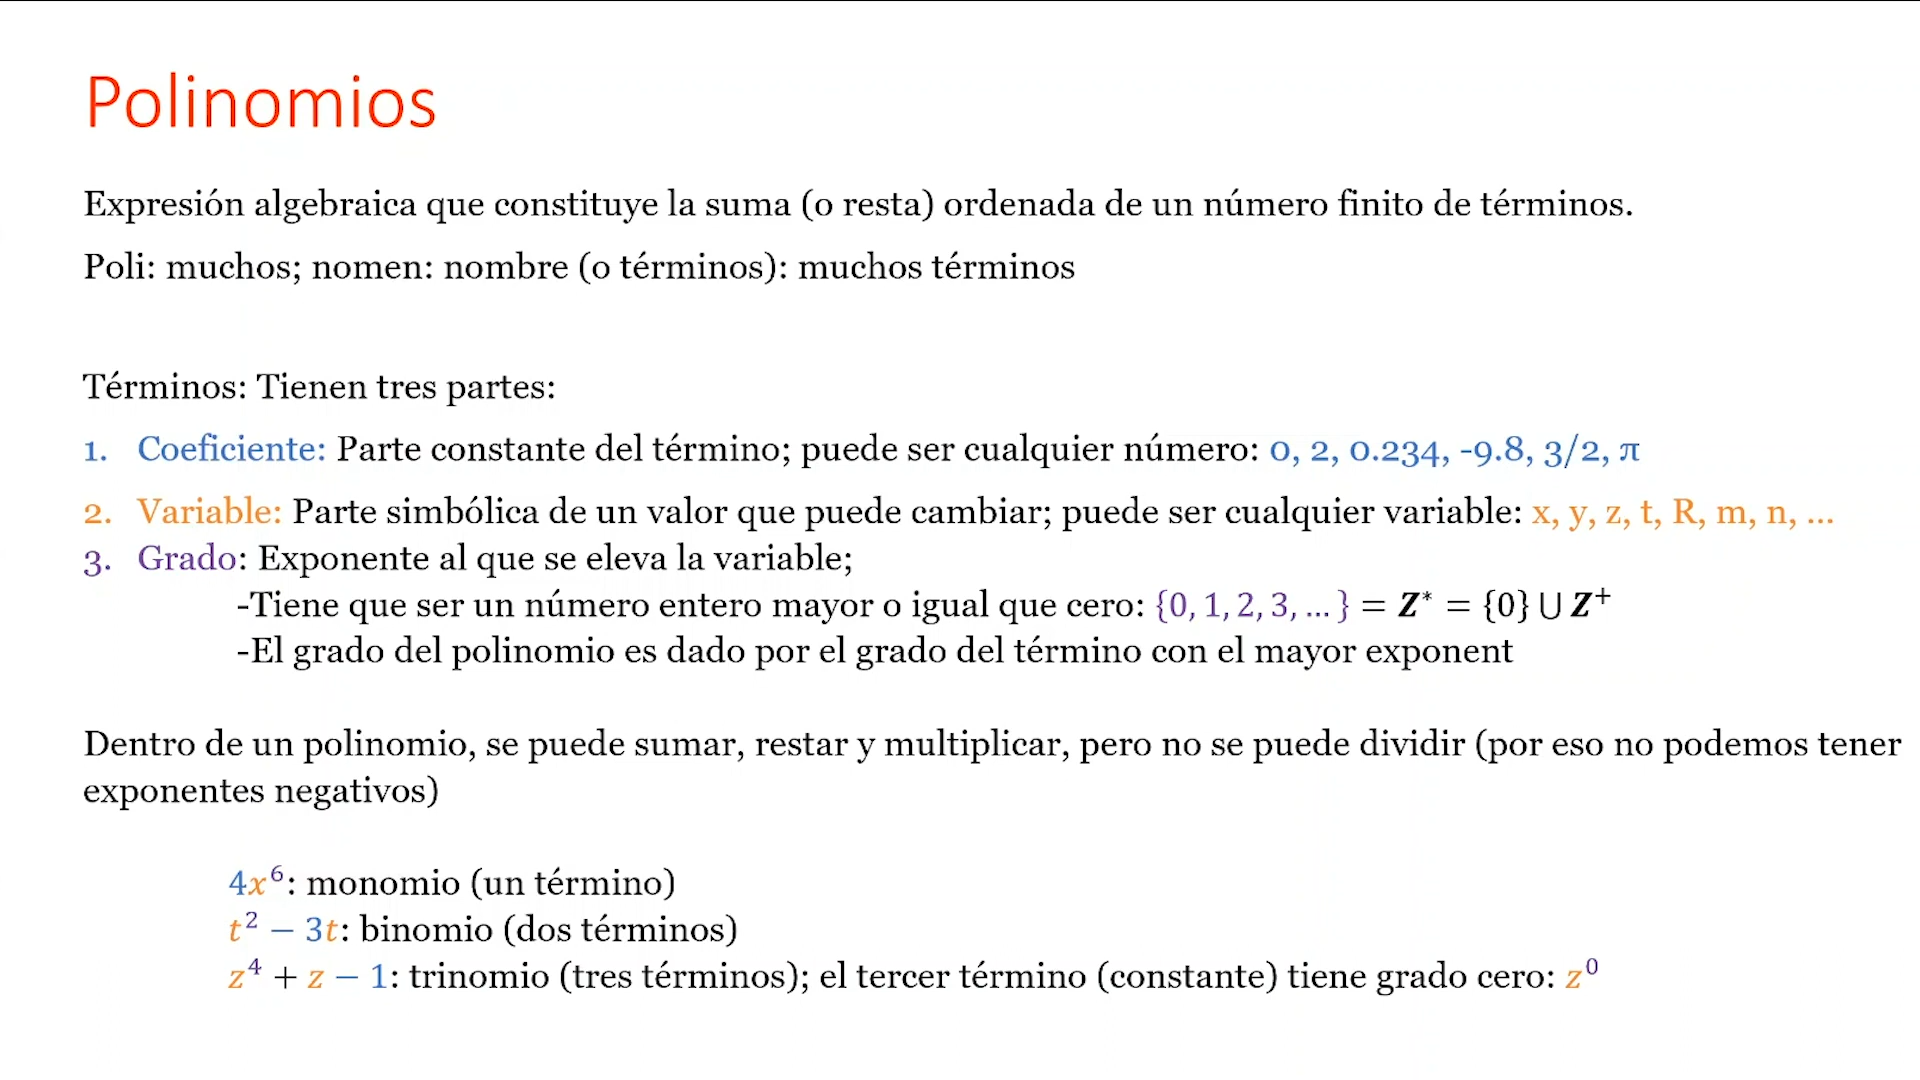 Polinomios
Expresión algebraica que constituye la suma (o resta) ordenada de un número finito de términos.
Poli: muchos; nomen: nombre (o términos): muchos términos
Términos: Tienen tres partes:
1. Coeficiente: Parte constante del término; puede ser cualquier número: 0, 2, 0.234, -9.8, 3/2, π
2. Variable: Parte simbólica de un valor que puede cambiar; puede ser cualquier variable: x, y, z, t, R, m, n, ...
3. Grado: Exponente al que se eleva la variable;
-Tiene que ser un número entero mayor o igual que cero: {0, 1, 2, 3, ... } = Z* = {0} ∪ Z⁺
-El grado del polinomio es dado por el grado del término con el mayor exponent
Dentro de un polinomio, se puede sumar, restar y multiplicar, pero no se puede dividir (por eso no podemos tener
exponentes negativos)
4x⁶: monomio (un término)
t² − 3t: binomio (dos términos)
z⁴ + z − 1: trinomio (tres términos); el tercer término (constante) tiene grado cero: z⁰